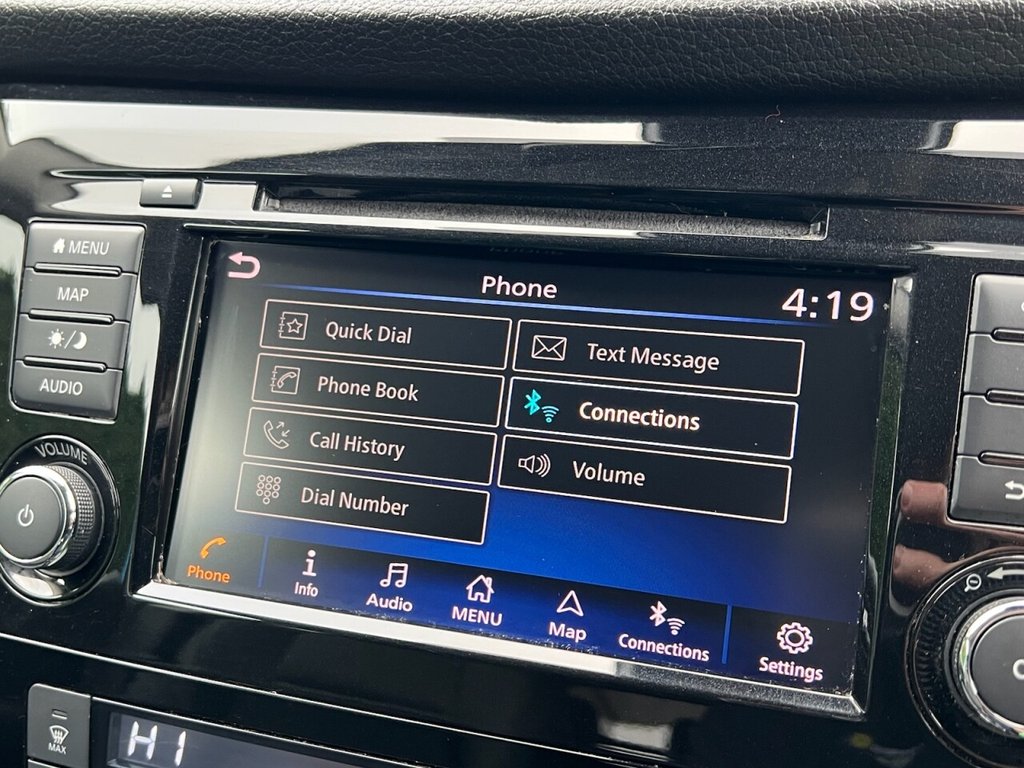 MENU
MAP
AUDIO
VOLUME
Phone
4:19
Quick Dial
Phone Book
Call History
Dial Number
Text Message
Connections
Volume
Phone
Info
Audio
MENU
Map
Connections
Settings
MAX
HI